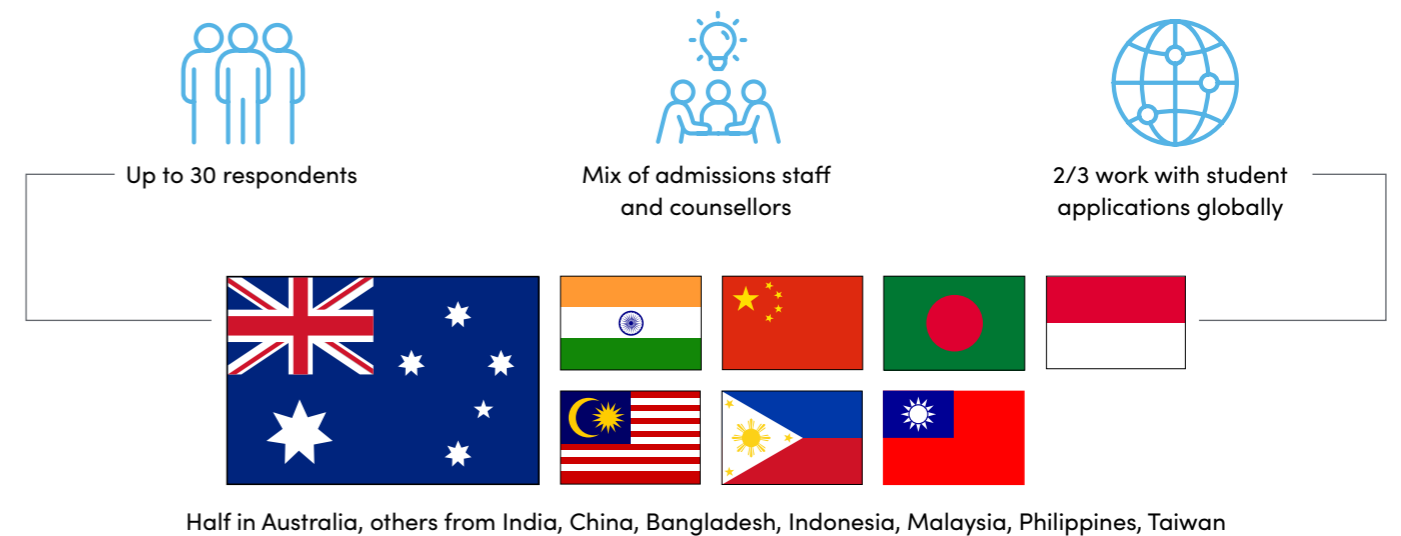 Up to 30 respondents
Mix of admissions staff
and counsellors
2/3 work with student
applications globally
Half in Australia, others from India, China, Bangladesh, Indonesia, Malaysia, Philippines, Taiwan